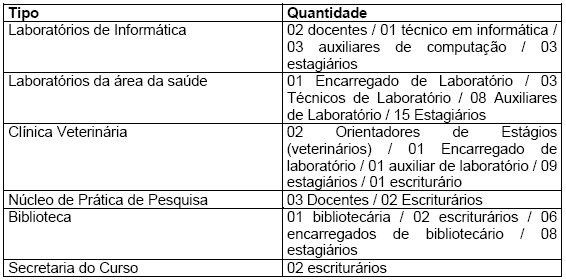 Tipo Quantidade
Laboratórios de Informática 02 docentes / 01 técnico em informática /
03 auxiliares de computação / 03
estagiários
Laboratórios da área da saúde 01 Encarregado de Laboratório / 03
Técnicos de Laboratório / 08 Auxiliares
de Laboratório / 15 Estagiários
Clínica Veterinária 02 Orientadores de Estágios
(veterinários) / 01 Encarregado de
laboratório / 01 auxiliar de laboratório / 09
estagiários / 01 escriturário
Núcleo de Prática de Pesquisa 03 Docentes / 02 Escriturários
Biblioteca 01 bibliotecária / 02 escriturários / 06
encarregados de bibliotecário / 08
estagiários
Secretaria do Curso 02 escriturários